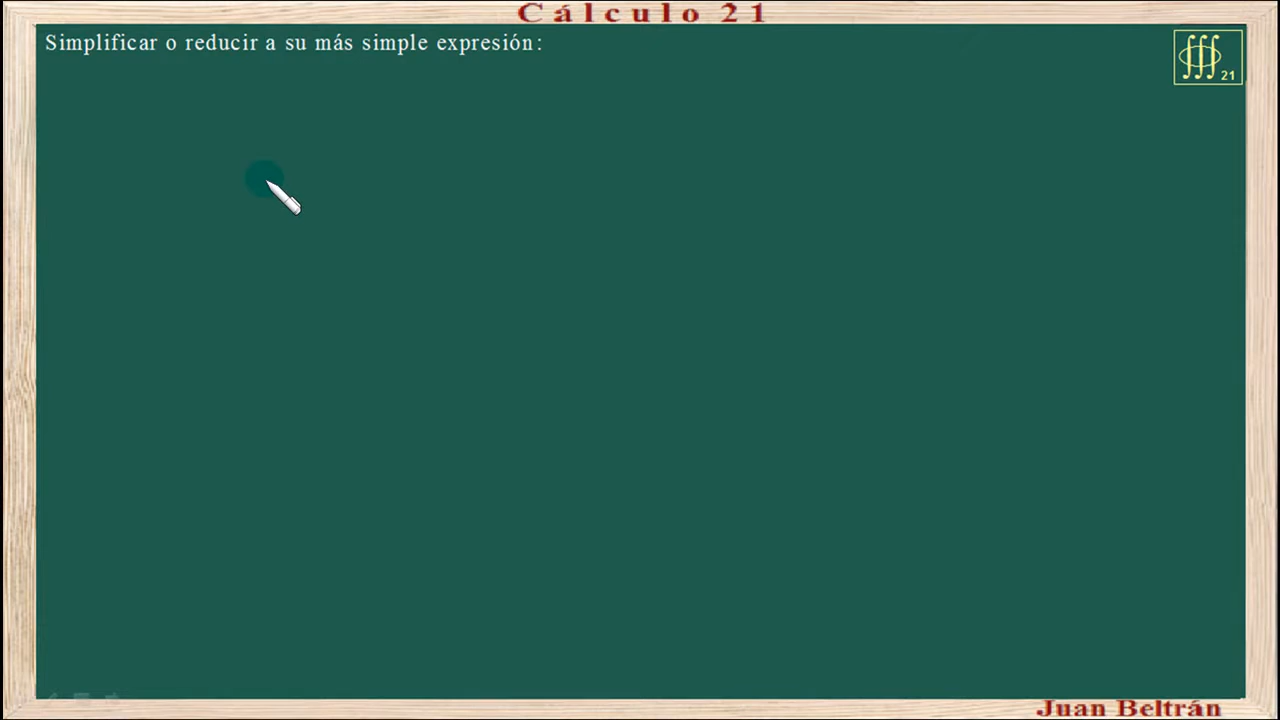 Cálculo 21
Simplificar o reducir a su más simple expresión:
∫∫∫ 21
Juan Beltrán